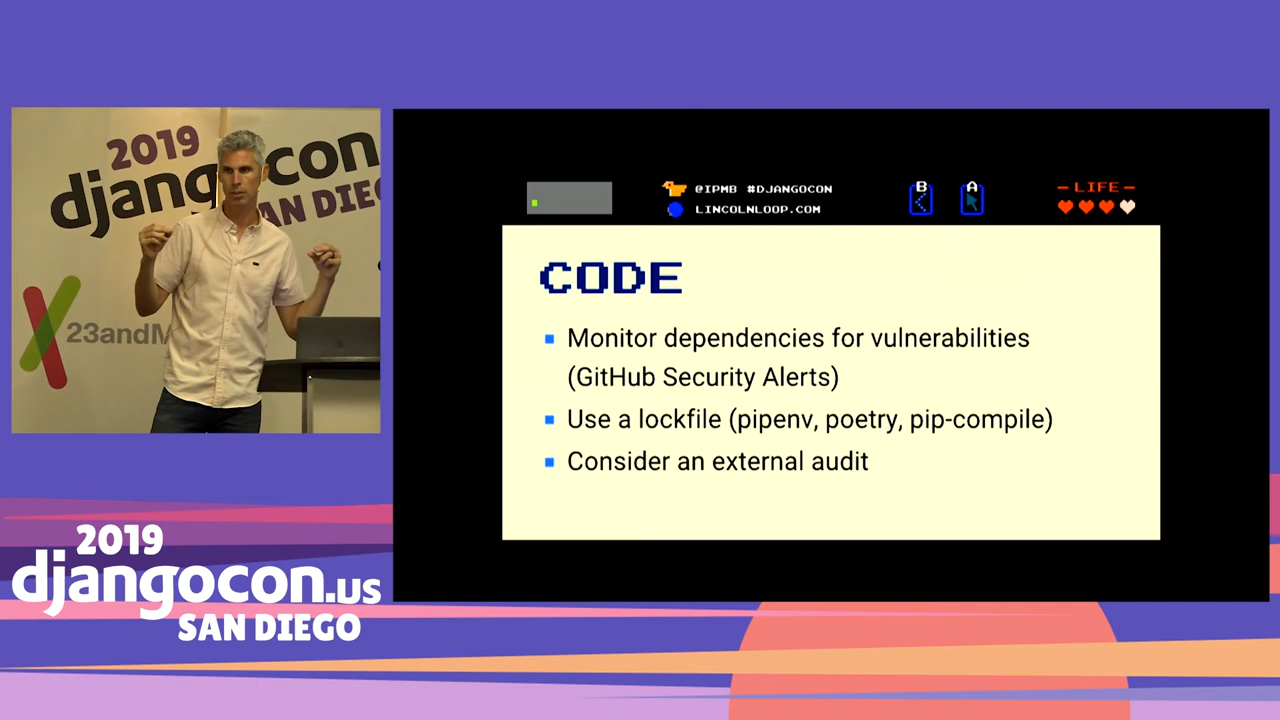 2019
djangocon
SAN DIEGO
23andM
@IPMB #DJANGOCON
LINCOLNLOOP.COM
B
A
- LIFE -
CODE
Monitor dependencies for vulnerabilities
(GitHub Security Alerts)
Use a lockfile (pipenv, poetry, pip-compile)
Consider an external audit
2019
djangocon.us
SAN DIEGO